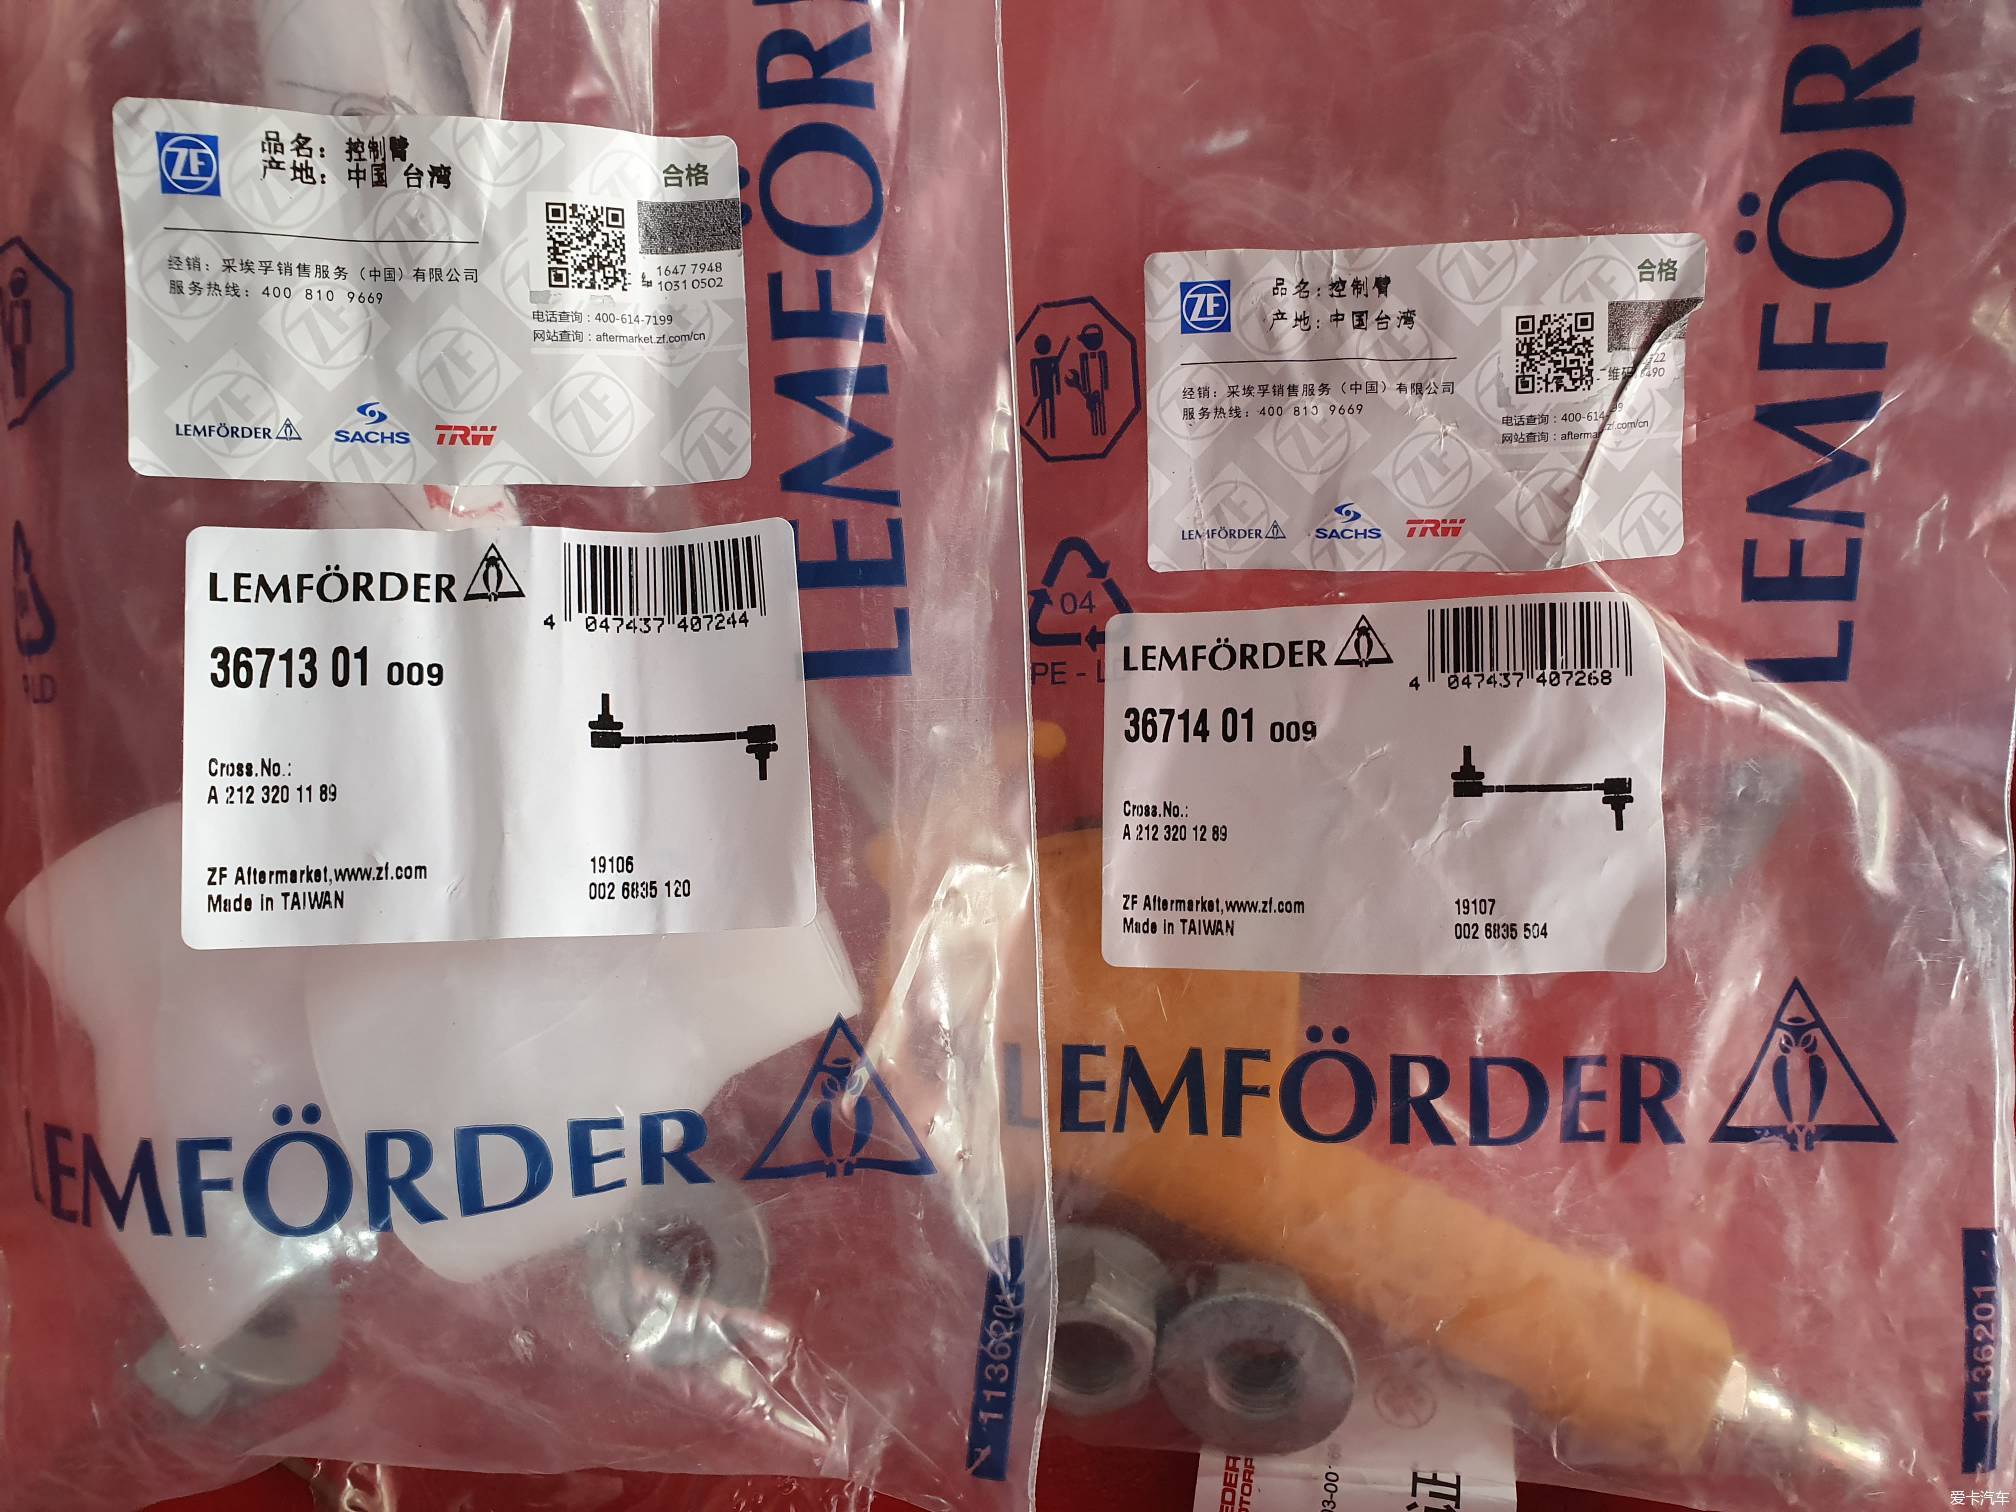 LEMFÖR
ZF
品名: 控制臂
产地: 中国 台湾
合格
1647 7948
1031 0502
经销: 采埃孚销售服务 (中国) 有限公司
服务热线: 400 810 9669
电话查询: 400-614-7199
网站查询: aftermarket.zf.com/cn
LEMFÖRDER
SACHS
TRW
LEMFÖRDER
4 047437 407244
36713 01 009
Cross.No.:
A 212 320 11 89
ZF Aftermarket,www.zf.com
Made in TAIWAN
19106
002 6835 120
LEMFÖRDER
1136201
LEMFÖR
ZF
品名: 控制臂
产地: 中国台湾
合格
经销: 采埃孚销售服务 (中国) 有限公司
服务热线: 400 810 9669
LEMFÖRDER
SACHS
TRW
04
LEMFÖRDER
4 047437 407268
36714 01 009
Cross.No.:
A 212 320 12 89
ZF Aftermarket,www.zf.com
Made in TAIWAN
19107
002 6835 504
LEMFÖRDER
1136201
爱卡汽车